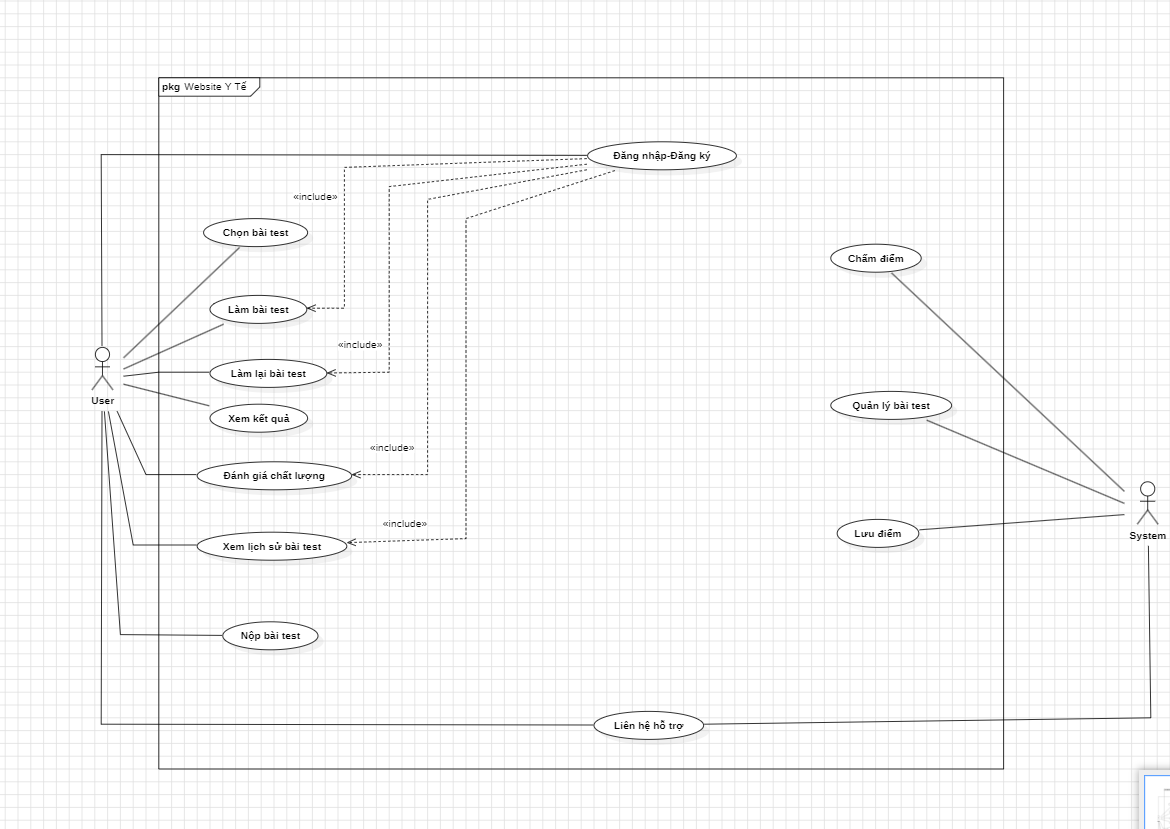 pkg Website Y Tế
Đăng nhập-Đăng ký
«include»
Chọn bài test
Chấm điểm
Làm bài test
«include»
Làm lại bài test
User
Quản lý bài test
Xem kết quả
«include»
Đánh giá chất lượng
«include»
Lưu điểm
System
Xem lịch sử bài test
Nộp bài test
Liên hệ hỗ trợ